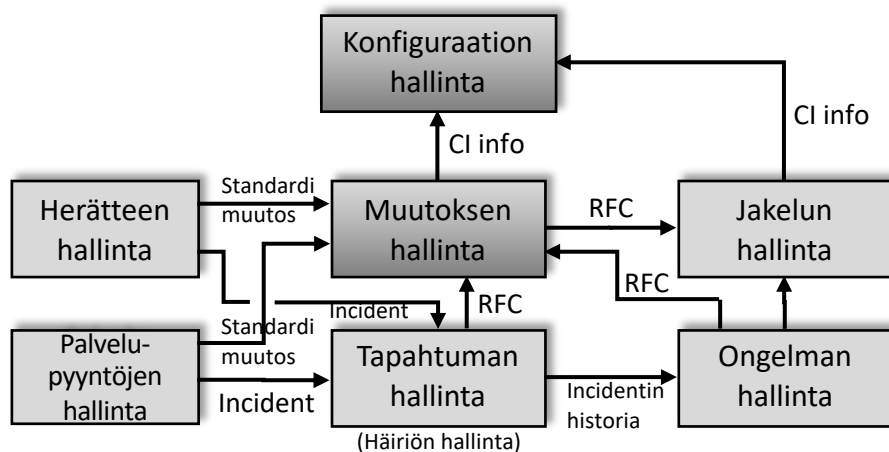 Konfiguraation
hallinta
CI info
CI info
Herätteen
hallinta
Standardi
muutos
Muutoksen
hallinta
RFC
Jakelun
hallinta
RFC
Incident
RFC
Palvelu-
pyyntöjen
hallinta
Standardi
muutos
Incident
Tapahtuman
hallinta
(Häiriön hallinta)
Incidentin
historia
Ongelman
hallinta